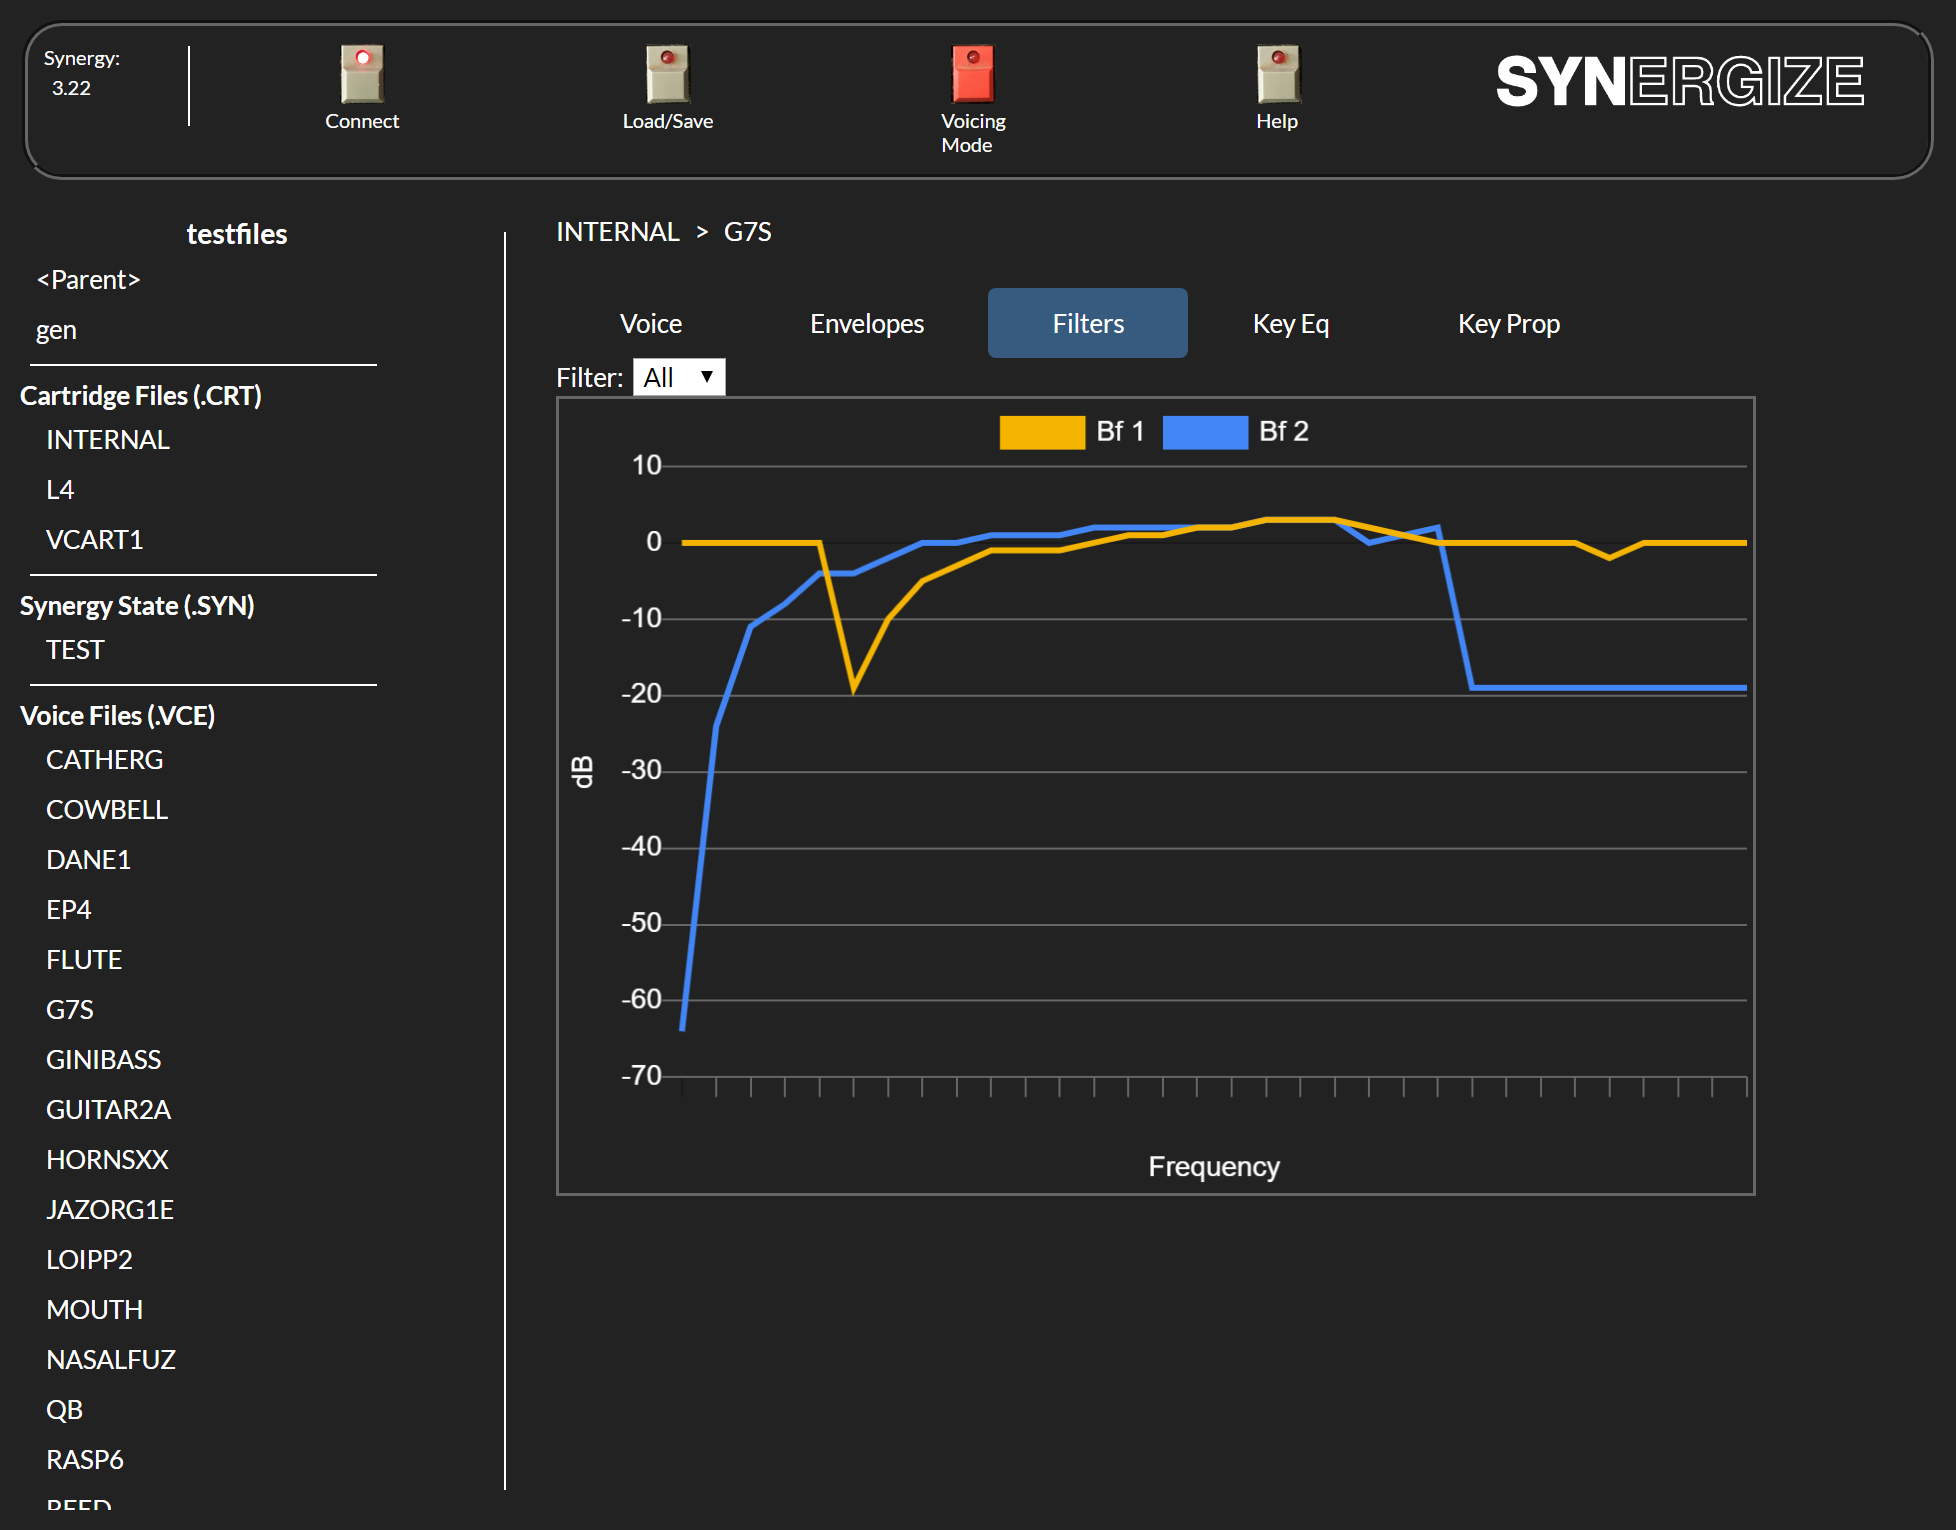 Synergy:
3.22
Connect
Load/Save
Voicing
Mode
Help
SYNERGIZE
testfiles
<Parent>
gen
Cartridge Files (.CRT)
INTERNAL
L4
VCART1
Synergy State (.SYN)
TEST
Voice Files (.VCE)
CATHERG
COWBELL
DANE1
EP4
FLUTE
G7S
GINIBASS
GUITAR2A
HORNSXX
JAZORG1E
LOIPP2
MOUTH
NASALFUZ
QB
RASP6
REED
INTERNAL > G7S
Voice Envelopes Filters Key Eq Key Prop
Filter: All
Bf 1 Bf 2
10
0
-10
-20
-30
-40
-50
-60
-70
dB
Frequency